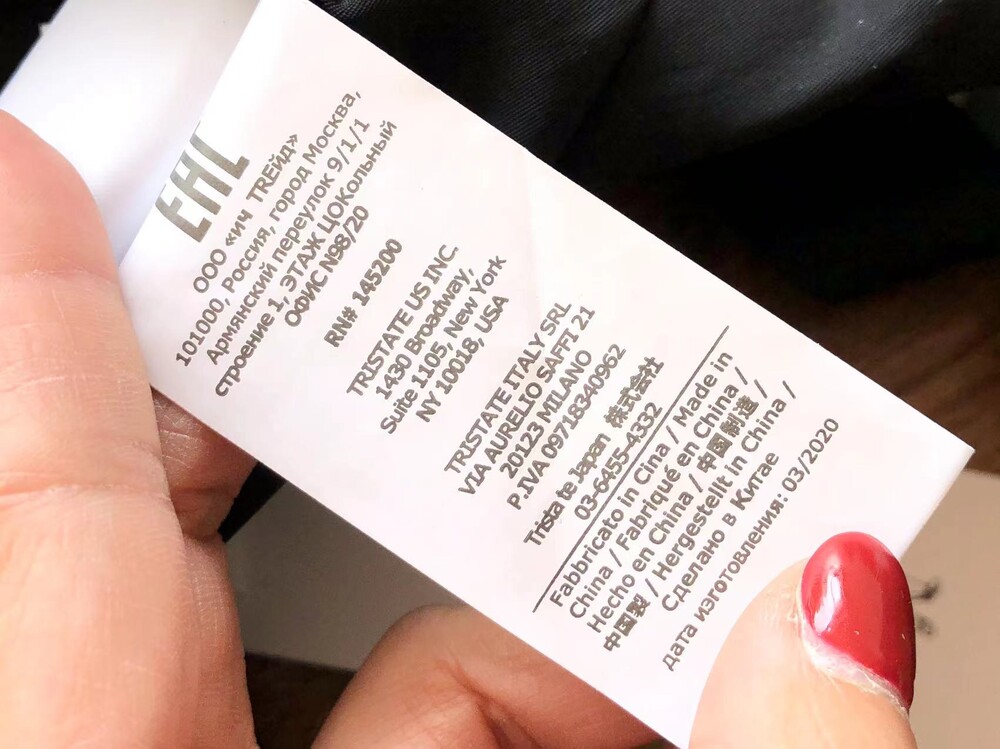 EAC
ООО «ич TRЕйд»
101000, Россия, город Москва,
Армянский переулок 9/1/1
строение 1, ЭТАЖ ЦОКольный
ОФИС N98/20
RN# 145200
TRISTATE US INC.
1430 Broadway,
Suite 1105, New York
NY 10018, USA
TRISTATE ITALY SRL
VIA AURELIO SAFFI 21
20123 MILANO
P.IVA 09718340962
Trista te Japan 株式会社
03-6455-4332
Fabbricato in Cina / Made in
China / Fabriqué en China /
Hecho en China / 中国制造 /
中国製 / Hergestellt in China /
Сделано в Китае
дата изготовления: 03/2020